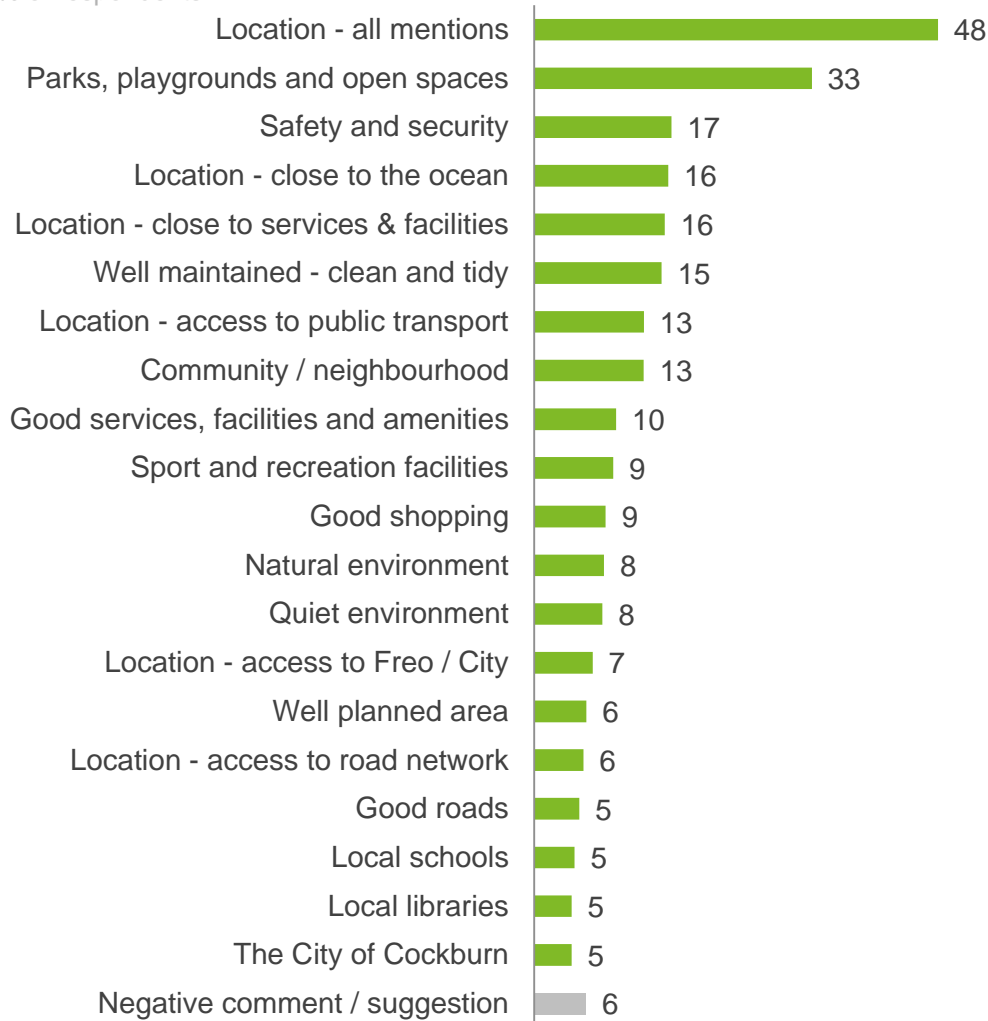 Location - all mentions 48
Parks, playgrounds and open spaces 33
Safety and security 17
Location - close to the ocean 16
Location - close to services & facilities 16
Well maintained - clean and tidy 15
Location - access to public transport 13
Community / neighbourhood 13
Good services, facilities and amenities 10
Sport and recreation facilities 9
Good shopping 9
Natural environment 8
Quiet environment 8
Location - access to Freo / City 7
Well planned area 6
Location - access to road network 6
Good roads 5
Local schools 5
Local libraries 5
The City of Cockburn 5
Negative comment / suggestion 6